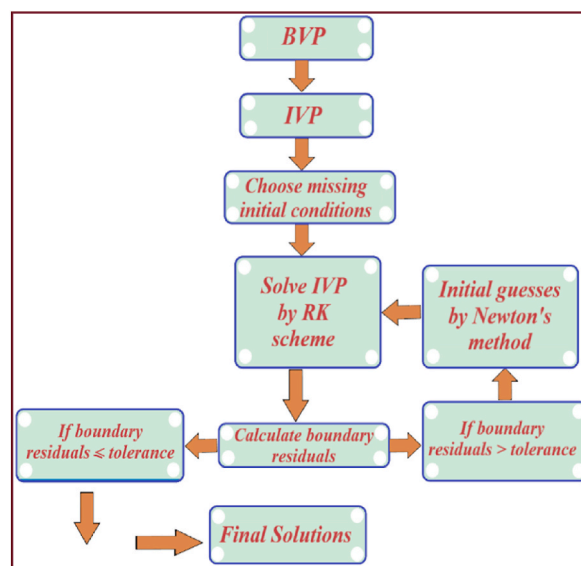 BVP
IVP
Choose missing
initial conditions
Solve IVP
by RK
scheme
Initial guesses
by Newton's
method
If boundary
residuals ⩽ tolerance
Calculate boundary
residuals
If boundary
residuals > tolerance
Final Solutions